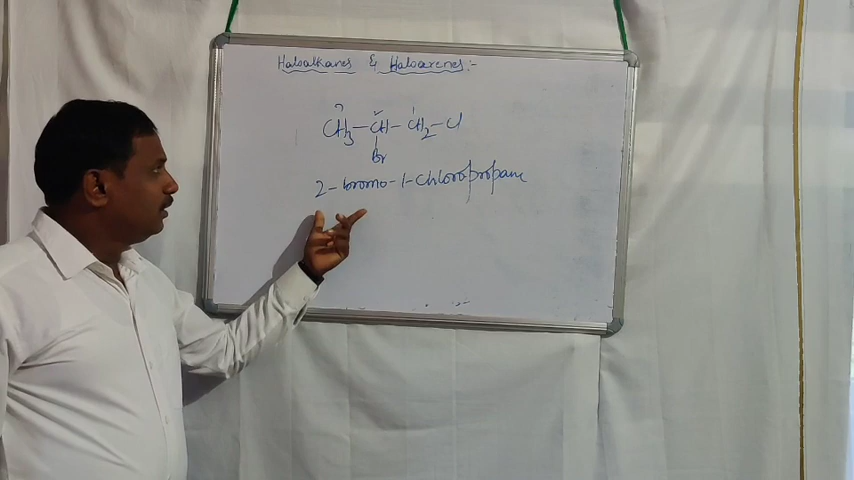 Haloalkanes & Haloarenes:-
3 2 1
CH3-CH-CH2-Cl
Br
2-bromo-1-chloropropane